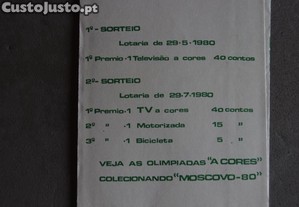 CustoJusto.pt
1º- SORTEIO
Lotaria de 29-5-1980
1º Premio-1 Televisão a cores 40 contos
2º- SORTEIO
Lotaria de 29-7-1980
1º Premio-1 TV a cores 40 contos
2º " -1 Motorizada 15 "
3º " -1 Bicicleta 5 "
VEJA AS OLIMPIADAS "A CORES"
COLECIONANDO "MOSCOVO-80"